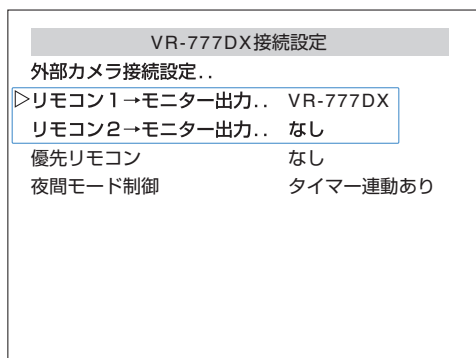 VR-777DX接続設定
外部カメラ接続設定..
▷リモコン1→モニター出力.. VR-777DX
リモコン2→モニター出力.. なし
優先リモコン なし
夜間モード制御 タイマー連動あり